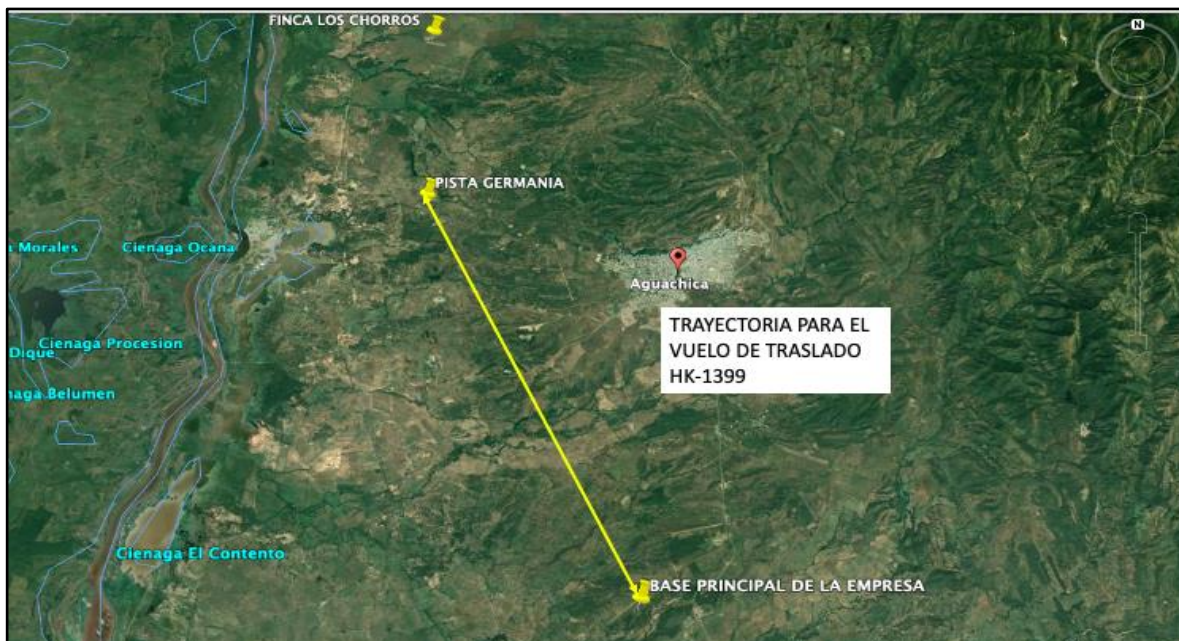 FINCA LOS CHORROS
N
PISTA GERMANIA
a Morales
Cienaga Ocana
Aguachica
TRAYECTORIA PARA EL
VUELO DE TRASLADO
HK-1399
Cienaga Procesion
Dique
naga Belumen
Cienaga El Contento
BASE PRINCIPAL DE LA EMPRESA